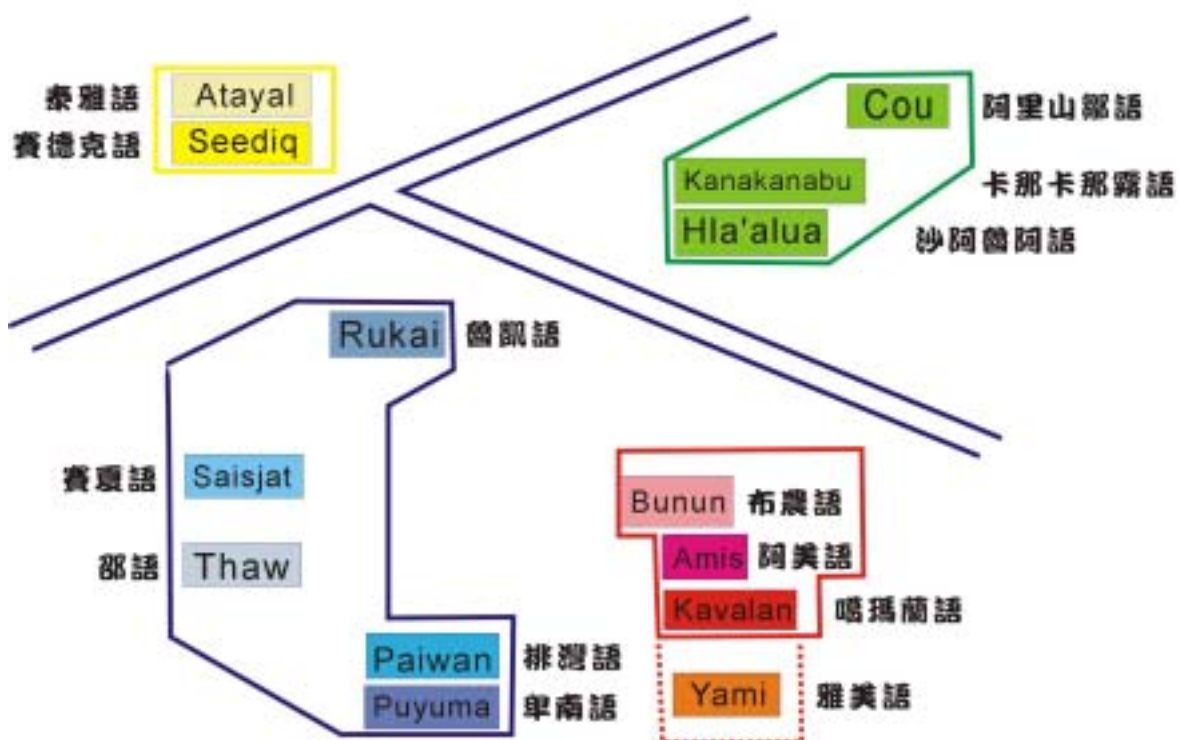 泰雅語 Atayal
賽德克語 Seediq
Cou 阿里山鄒語
Kanakanabu 卡那卡那霧語
Hla'alua 沙阿魯阿語
Rukai 魯凱語
賽夏語 Saisjat
邵語 Thaw
Paiwan 排灣語
Puyuma 卑南語
Bunun 布農語
Amis 阿美語
Kavalan 噶瑪蘭語
Yami 雅美語